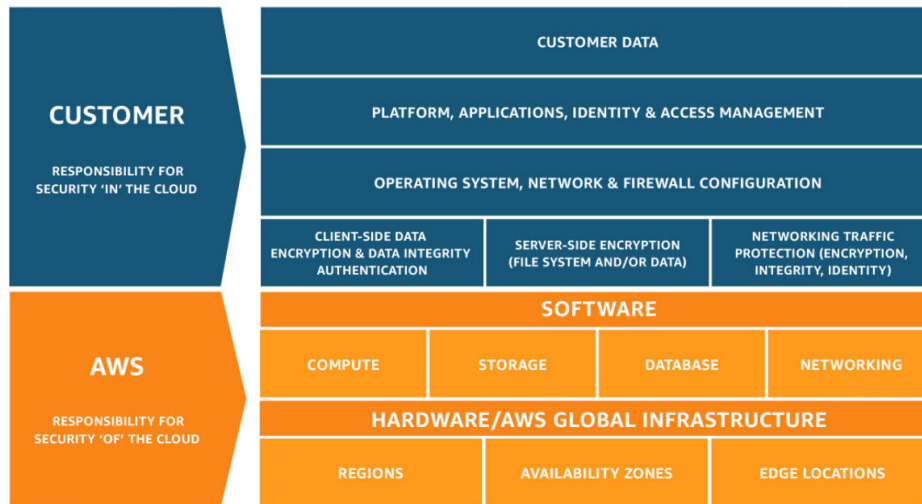 CUSTOMER
RESPONSIBILITY FOR
SECURITY ‘IN’ THE CLOUD
CUSTOMER DATA
PLATFORM, APPLICATIONS, IDENTITY & ACCESS MANAGEMENT
OPERATING SYSTEM, NETWORK & FIREWALL CONFIGURATION
CLIENT-SIDE DATA
ENCRYPTION & DATA INTEGRITY
AUTHENTICATION
SERVER-SIDE ENCRYPTION
(FILE SYSTEM AND/OR DATA)
NETWORKING TRAFFIC
PROTECTION (ENCRYPTION,
INTEGRITY, IDENTITY)
AWS
RESPONSIBILITY FOR
SECURITY ‘OF’ THE CLOUD
SOFTWARE
COMPUTE
STORAGE
DATABASE
NETWORKING
HARDWARE/AWS GLOBAL INFRASTRUCTURE
REGIONS
AVAILABILITY ZONES
EDGE LOCATIONS